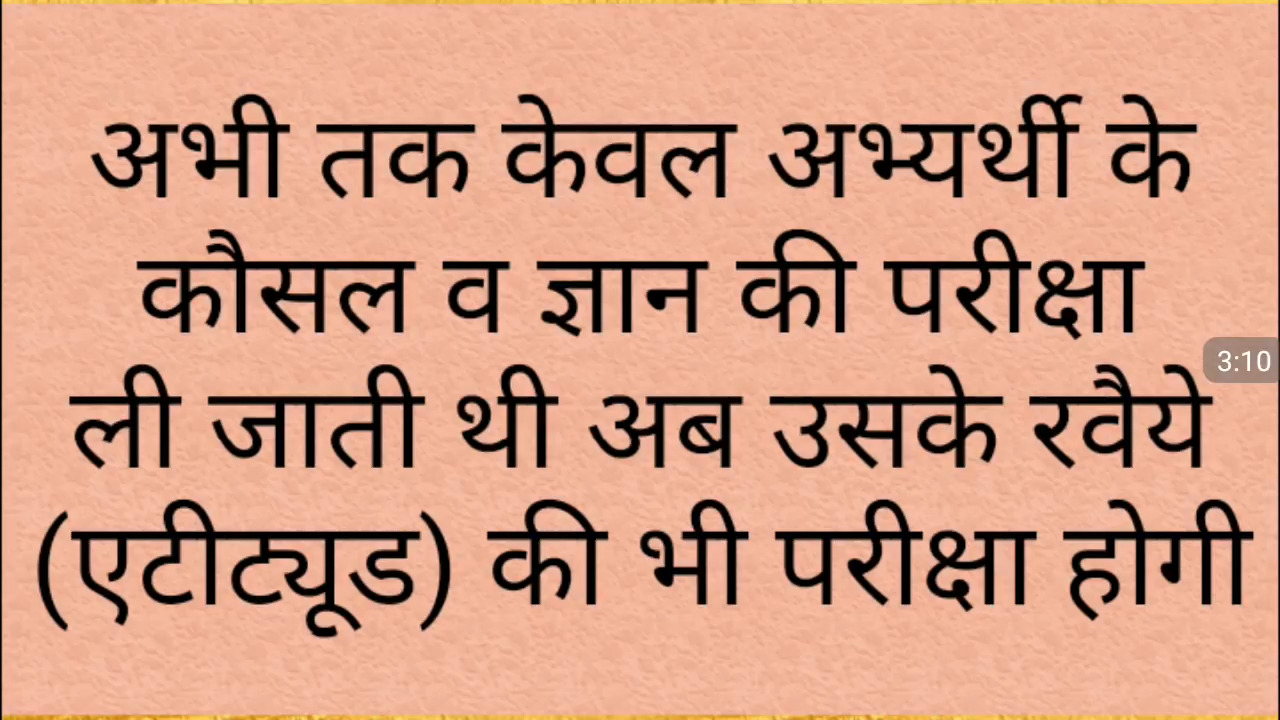 अभी तक केवल अभ्यर्थी के
कौसल व ज्ञान की परीक्षा
3:10
ली जाती थी अब उसके रवैये
(एटीट्यूड) की भी परीक्षा होगी